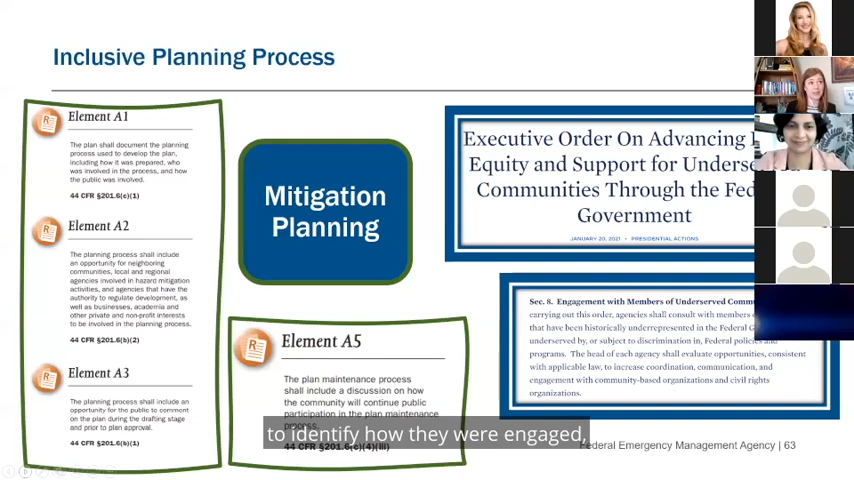 Inclusive Planning Process
Element A1
The plan shall document the planning
process used to develop the plan,
including how it was prepared, who
was involved in the process, and how
the public was involved.
44 CFR §201.6(c)(1)
Element A2
The planning process shall include
an opportunity for neighboring
communities, local and regional
agencies involved in hazard mitigation
activities, and agencies that have the
authority to regulate development, as
well as businesses, academia and
other private and non-profit interests
to be involved in the planning process.
44 CFR §201.6(b)(2)
Element A3
The planning process shall include an
opportunity for the public to comment
on the plan during the drafting stage
and prior to plan approval.
44 CFR §201.6(b)(1)
Mitigation
Planning
Element A5
The plan maintenance process
shall include a discussion on how
the community will continue public
participation in the plan maintenance
process.
44 CFR §201.6(c)(4)(iii)
Executive Order On Advancing
Equity and Support for
Communities Through the
Government
JANUARY 20, 2021 • PRESIDENTIAL ACTIONS
Sec. 8. Engagement with Members of Underserved
carrying out this order, agencies shall consult with members
that have been historically underrepresented in the Federal
underserved by, or subject to discrimination in, Federal policies and
programs. The head of each agency shall evaluate opportunities, consistent
with applicable law, to increase coordination, communication, and
engagement with community-based organizations and civil rights
organizations.
to identify how they were engaged,
Federal Emergency Management Agency | 63